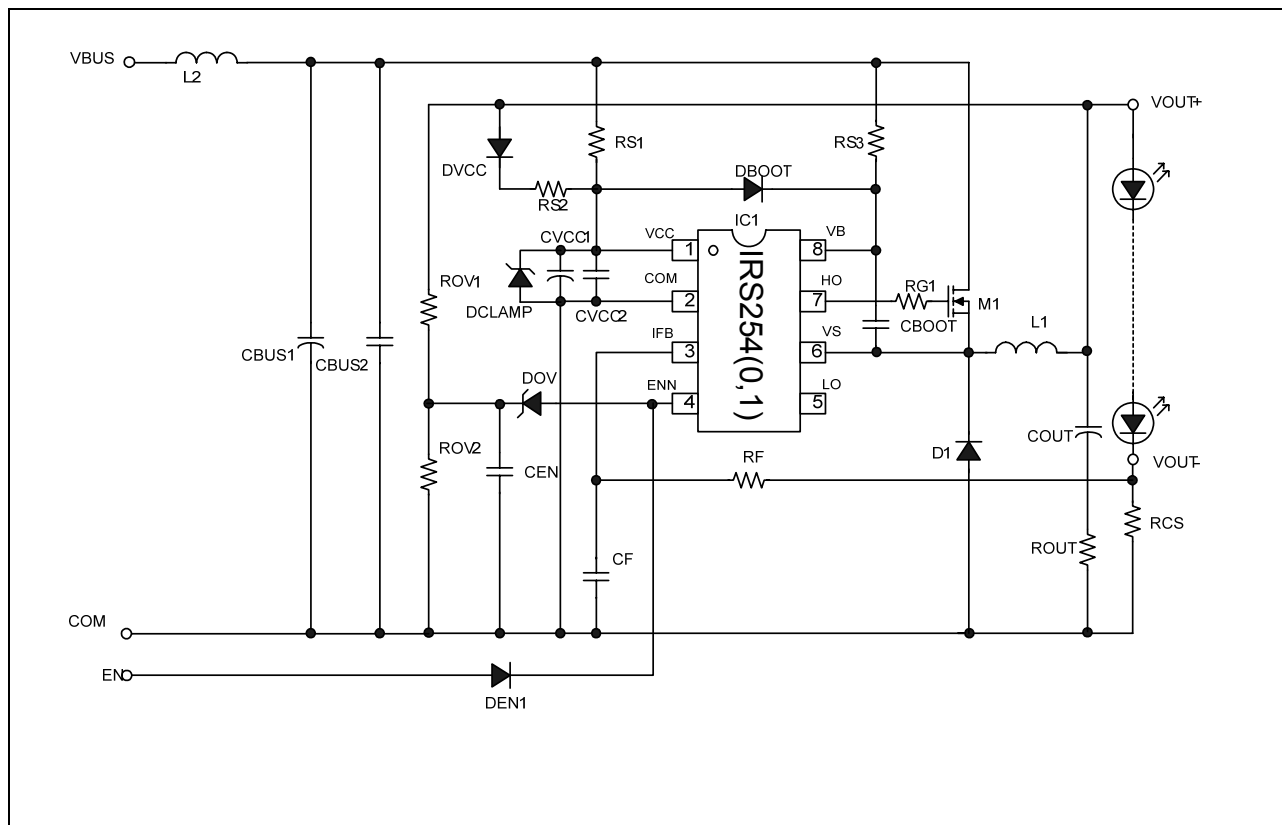 VBUS
L2
VOUT+
RS1
RS3
DVCC
DBOOT
RS2
IC1
CVCC1
VCC
1
8
VB
COM
2
7
HO
RG1
M1
ROV1
DCLAMP
CVCC2
CBOOT
L1
IRS254(0,1)
IFB
3
6
VS
CBUS1
CBUS2
DOV
ENN
4
5
LO
COUT
ROV2
CEN
RF
D1
VOUT-
RCS
ROUT
CF
COM
EN
DEN1